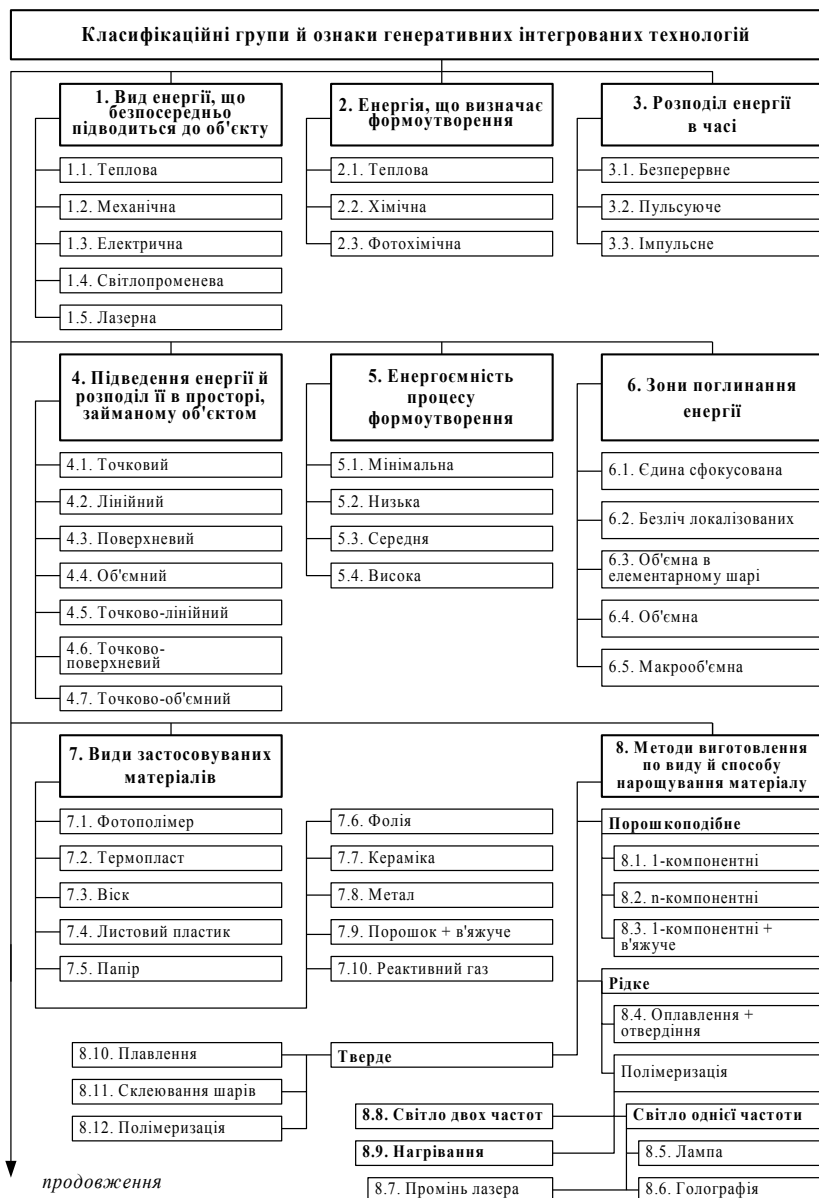 Класифікаційні групи й ознаки генеративних інтегрованих технологій
1. Вид енергії, що
безпосередньо
підводиться до об'єкту
1.1. Теплова
1.2. Механічна
1.3. Електрична
1.4. Світлопроменева
1.5. Лазерна
2. Енергія, що визначає
формоутворення
2.1. Теплова
2.2. Хімічна
2.3. Фотохімічна
3. Розподіл енергії
в часі
3.1. Безперервне
3.2. Пульсуюче
3.3. Імпульсне
4. Підведення енергії й
розподіл її в просторі,
займаному об'єктом
4.1. Точковий
4.2. Лінійний
4.3. Поверхневий
4.4. Об'ємний
4.5. Точково-лінійний
4.6. Точково-
поверхневий
4.7. Точково-об'ємний
5. Енергоємність
процесу
формоутворення
5.1. Мінімальна
5.2. Низька
5.3. Середня
5.4. Висока
6. Зони поглинання
енергії
6.1. Єдина сфокусована
6.2. Безліч локалізованих
6.3. Об'ємна в
елементарному шарі
6.4. Об'ємна
6.5. Макрооб'ємна
7. Види застосовуваних
матеріалів
7.1. Фотополімер
7.2. Термопласт
7.3. Віск
7.4. Листовий пластик
7.5. Папір
7.6. Фолія
7.7. Кераміка
7.8. Метал
7.9. Порошок + в'яжуче
7.10. Реактивний газ
8. Методи виготовлення
по виду й способу
нарощування матеріалу
Порошкоподібне
8.1. 1-компонентні
8.2. n-компонентні
8.3. 1-компонентні +
в'яжуче
Рідке
8.4. Оплавлення +
отвердіння
Полімеризація
Світло однієї частоти
8.5. Лампа
8.6. Голографія
8.7. Промінь лазера
8.8. Світло двох частот
8.9. Нагрівання
Тверде
8.10. Плавлення
8.11. Склеювання шарів
8.12. Полімеризація
продовження